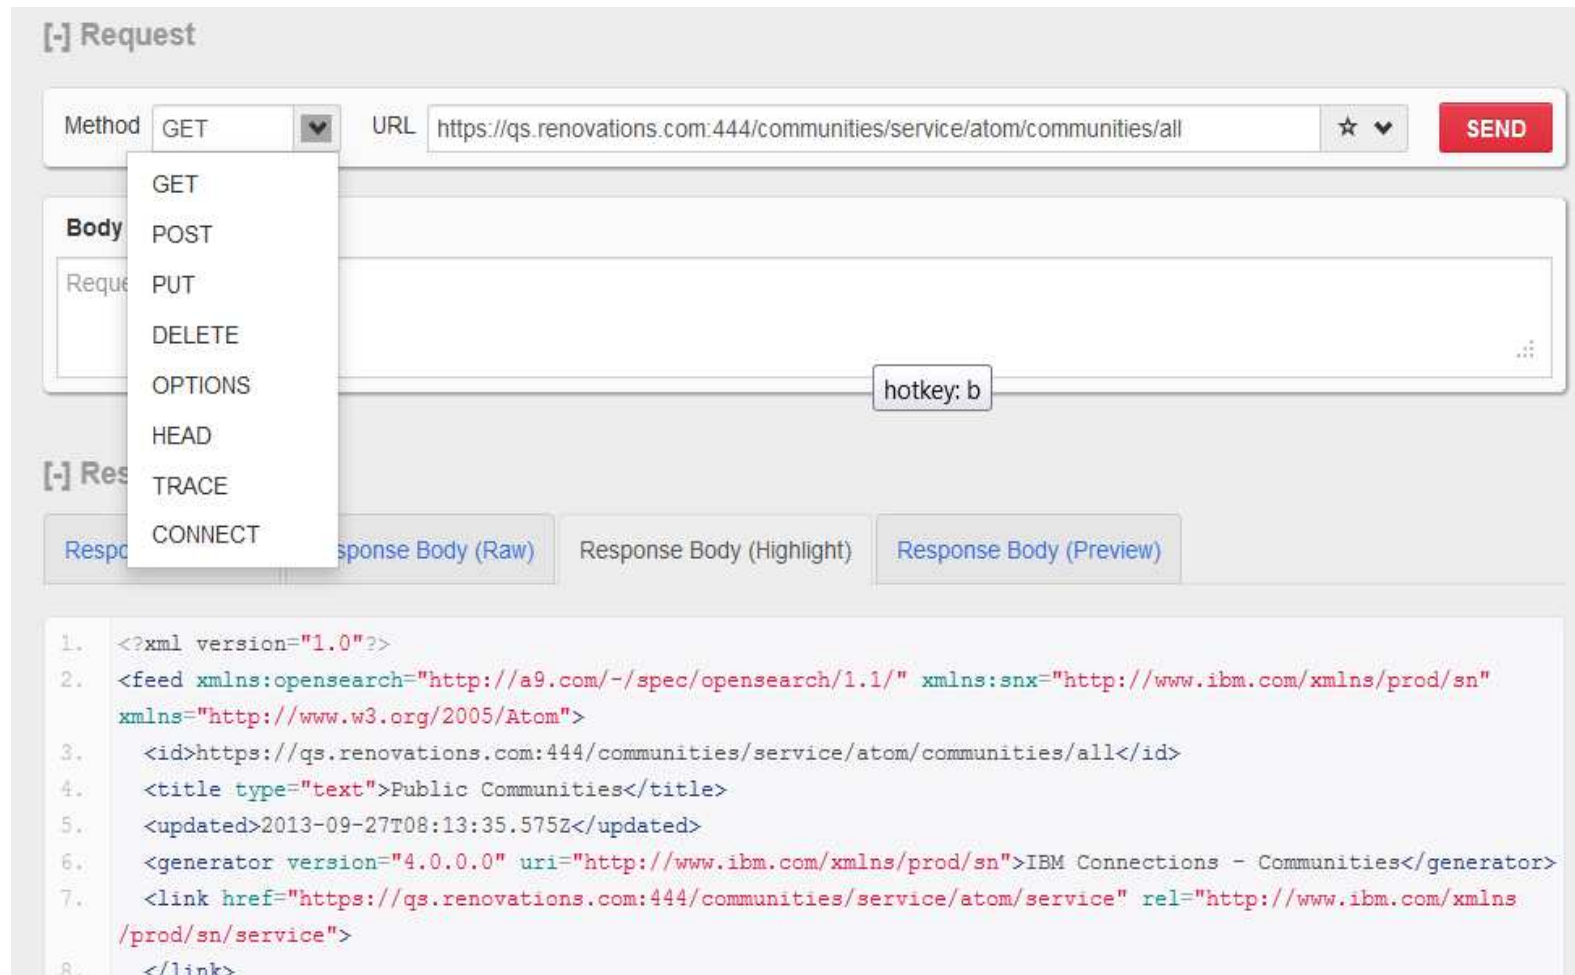 [-] Request
Method GET URL https://qs.renovations.com:444/communities/service/atom/communities/all SEND
GET
Body
POST
Reque
PUT
DELETE
OPTIONS
hotkey: b
HEAD
[-] Res
TRACE
CONNECT
Respo sponse Body (Raw) Response Body (Highlight) Response Body (Preview)
1. <?xml version="1.0"?>
2. <feed xmlns:opensearch="http://a9.com/-/spec/opensearch/1.1/" xmlns:snx="http://www.ibm.com/xmlns/prod/sn"
xmlns="http://www.w3.org/2005/Atom">
3. <id>https://qs.renovations.com:444/communities/service/atom/communities/all</id>
4. <title type="text">Public Communities</title>
5. <updated>2013-09-27T08:13:35.575Z</updated>
6. <generator version="4.0.0.0" uri="http://www.ibm.com/xmlns/prod/sn">IBM Connections - Communities</generator>
7. <link href="https://qs.renovations.com:444/communities/service/atom/service" rel="http://www.ibm.com/xmlns
/prod/sn/service">
8. </link>